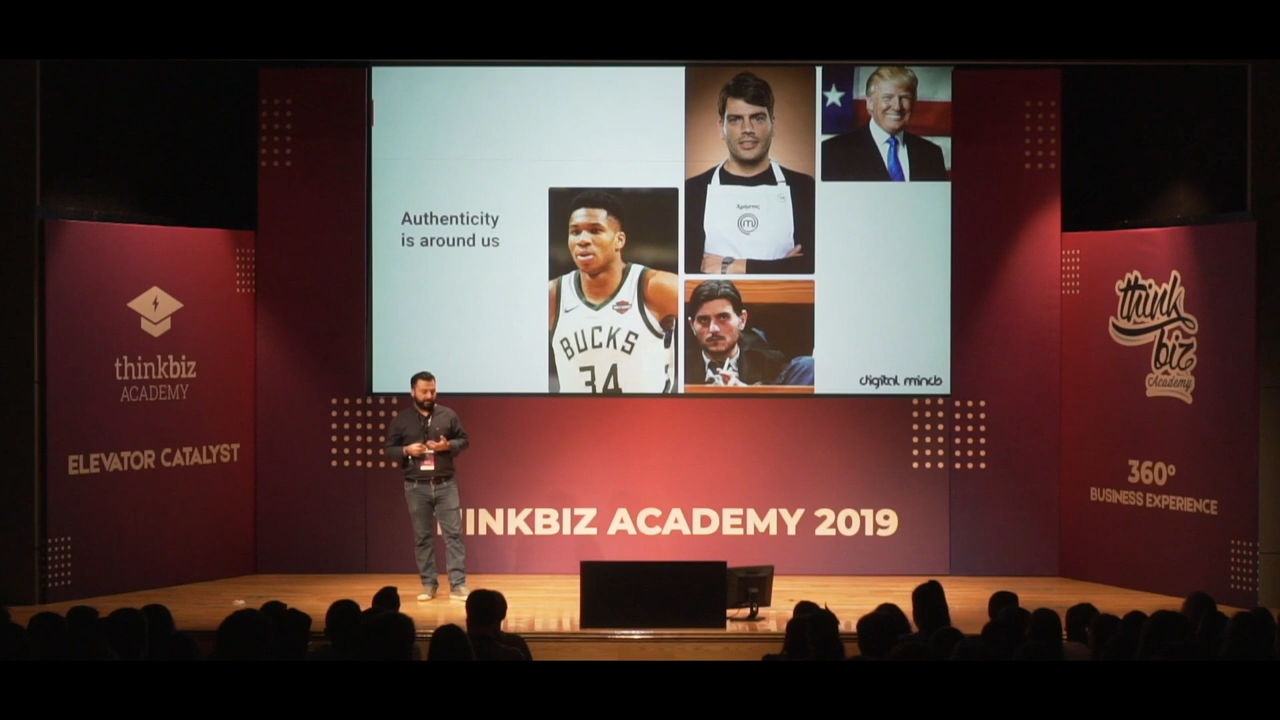 Authenticity
is around us
BUCKS
34
digital minds
thinkbiz
ACADEMY
ELEVATOR CATALYST
INKBIZ ACADEMY 2019
think
biz
Academy
360°
BUSINESS EXPERIENCE